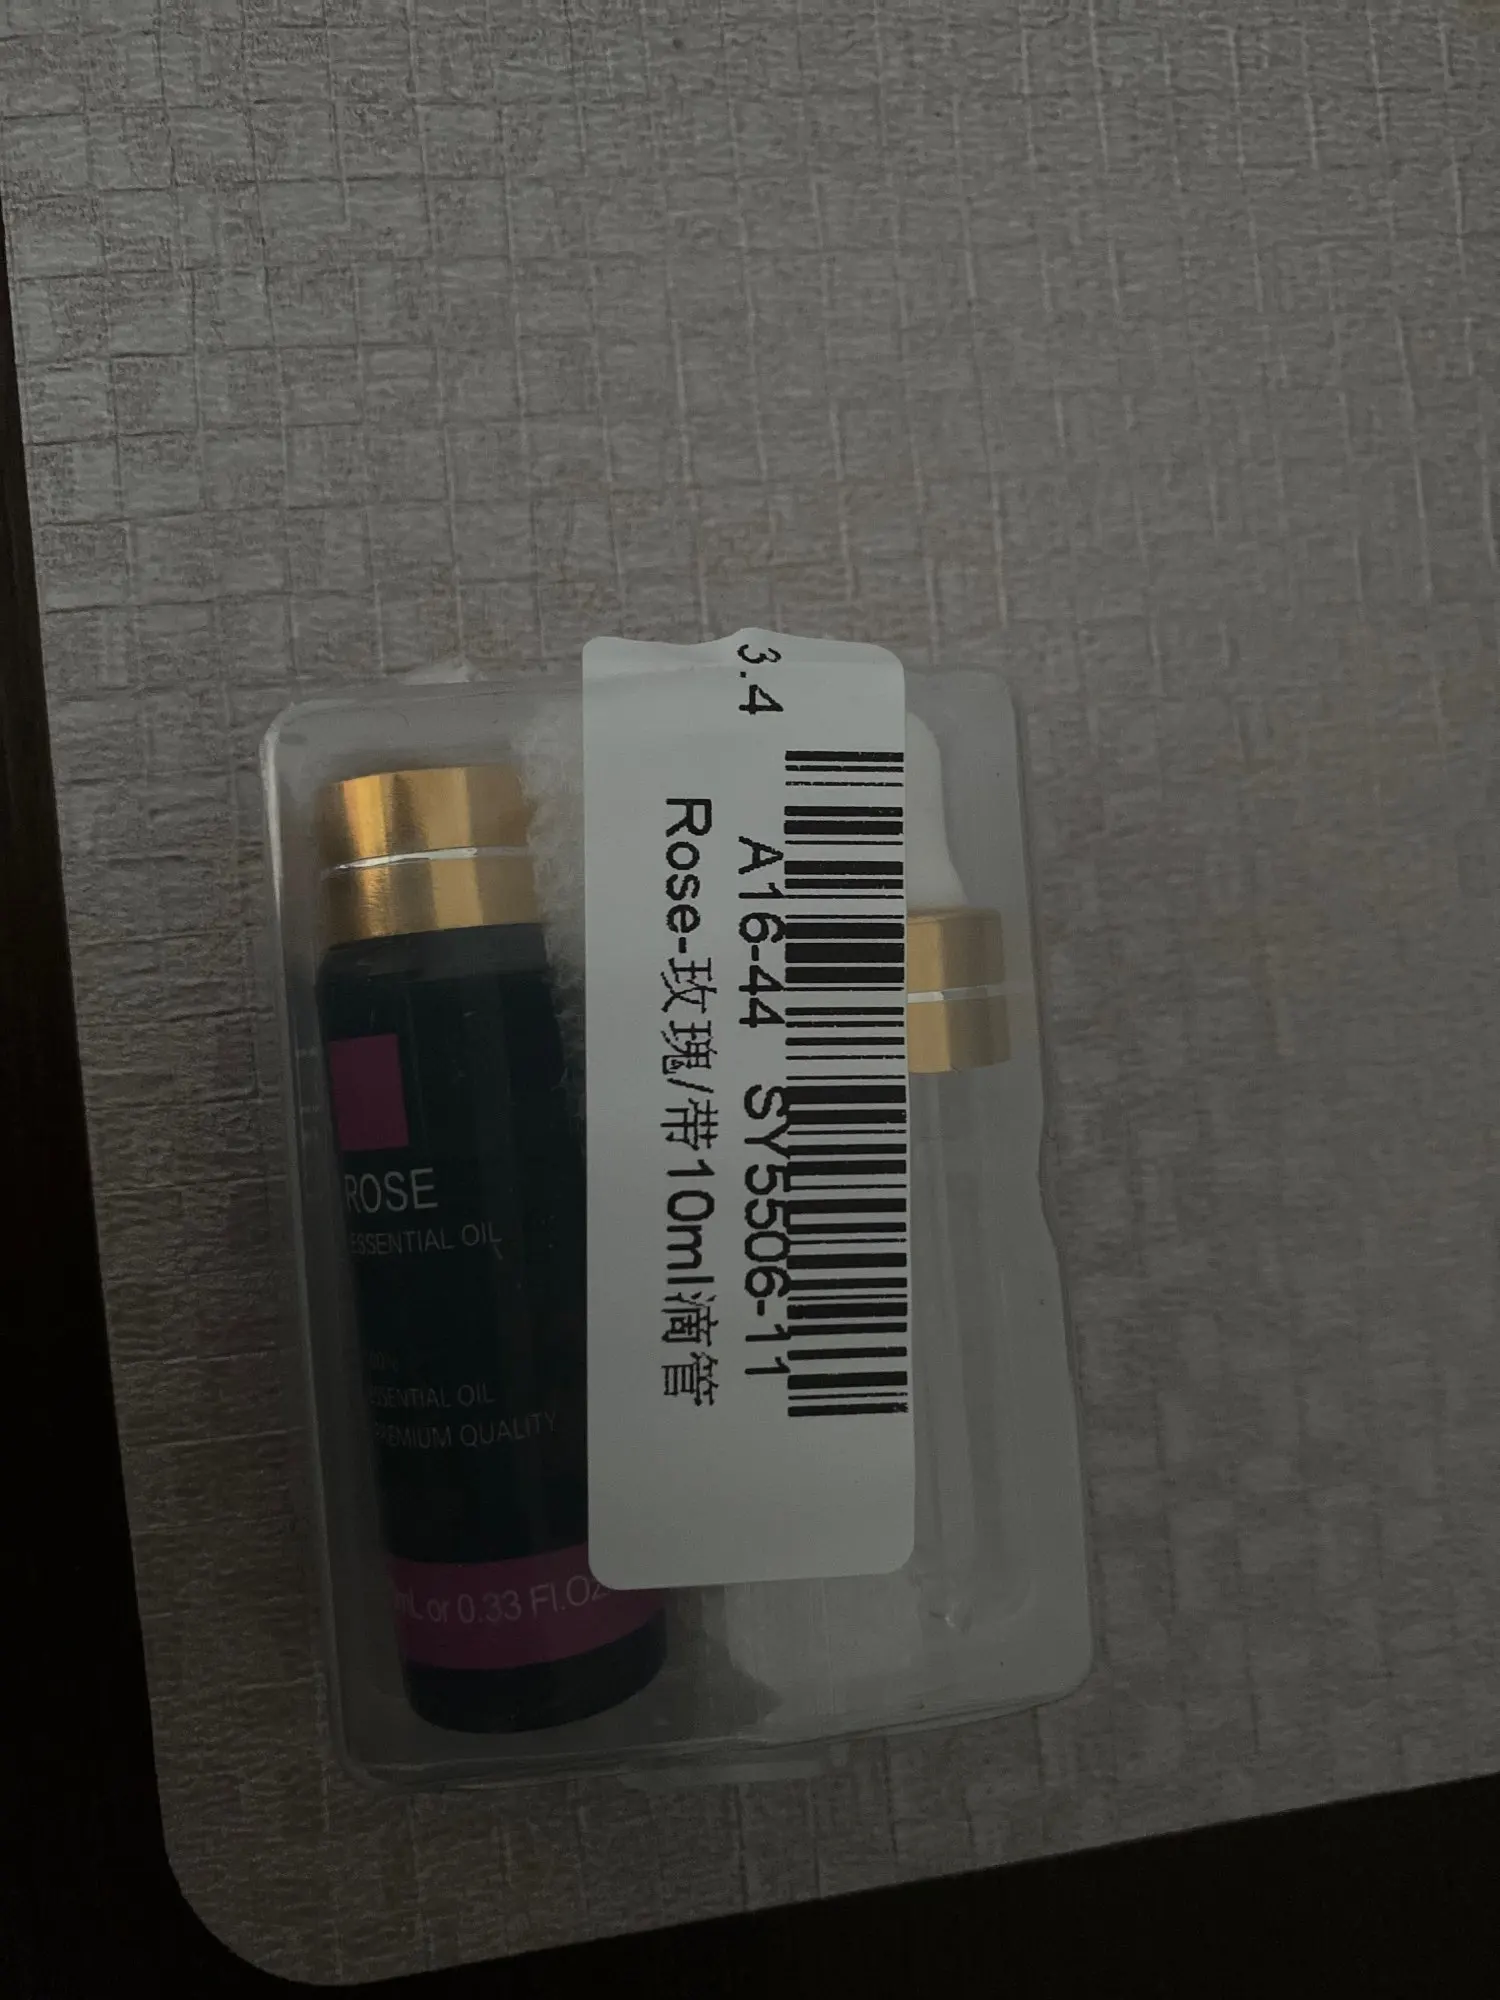 3.4
A16-44 SY5506-11
Rose-玫瑰/带10ml滴管
ROSE
ESSENTIAL OIL
ESSENTIAL OIL
PREMIUM QUALITY
mL or 0.33 Fl.OZ